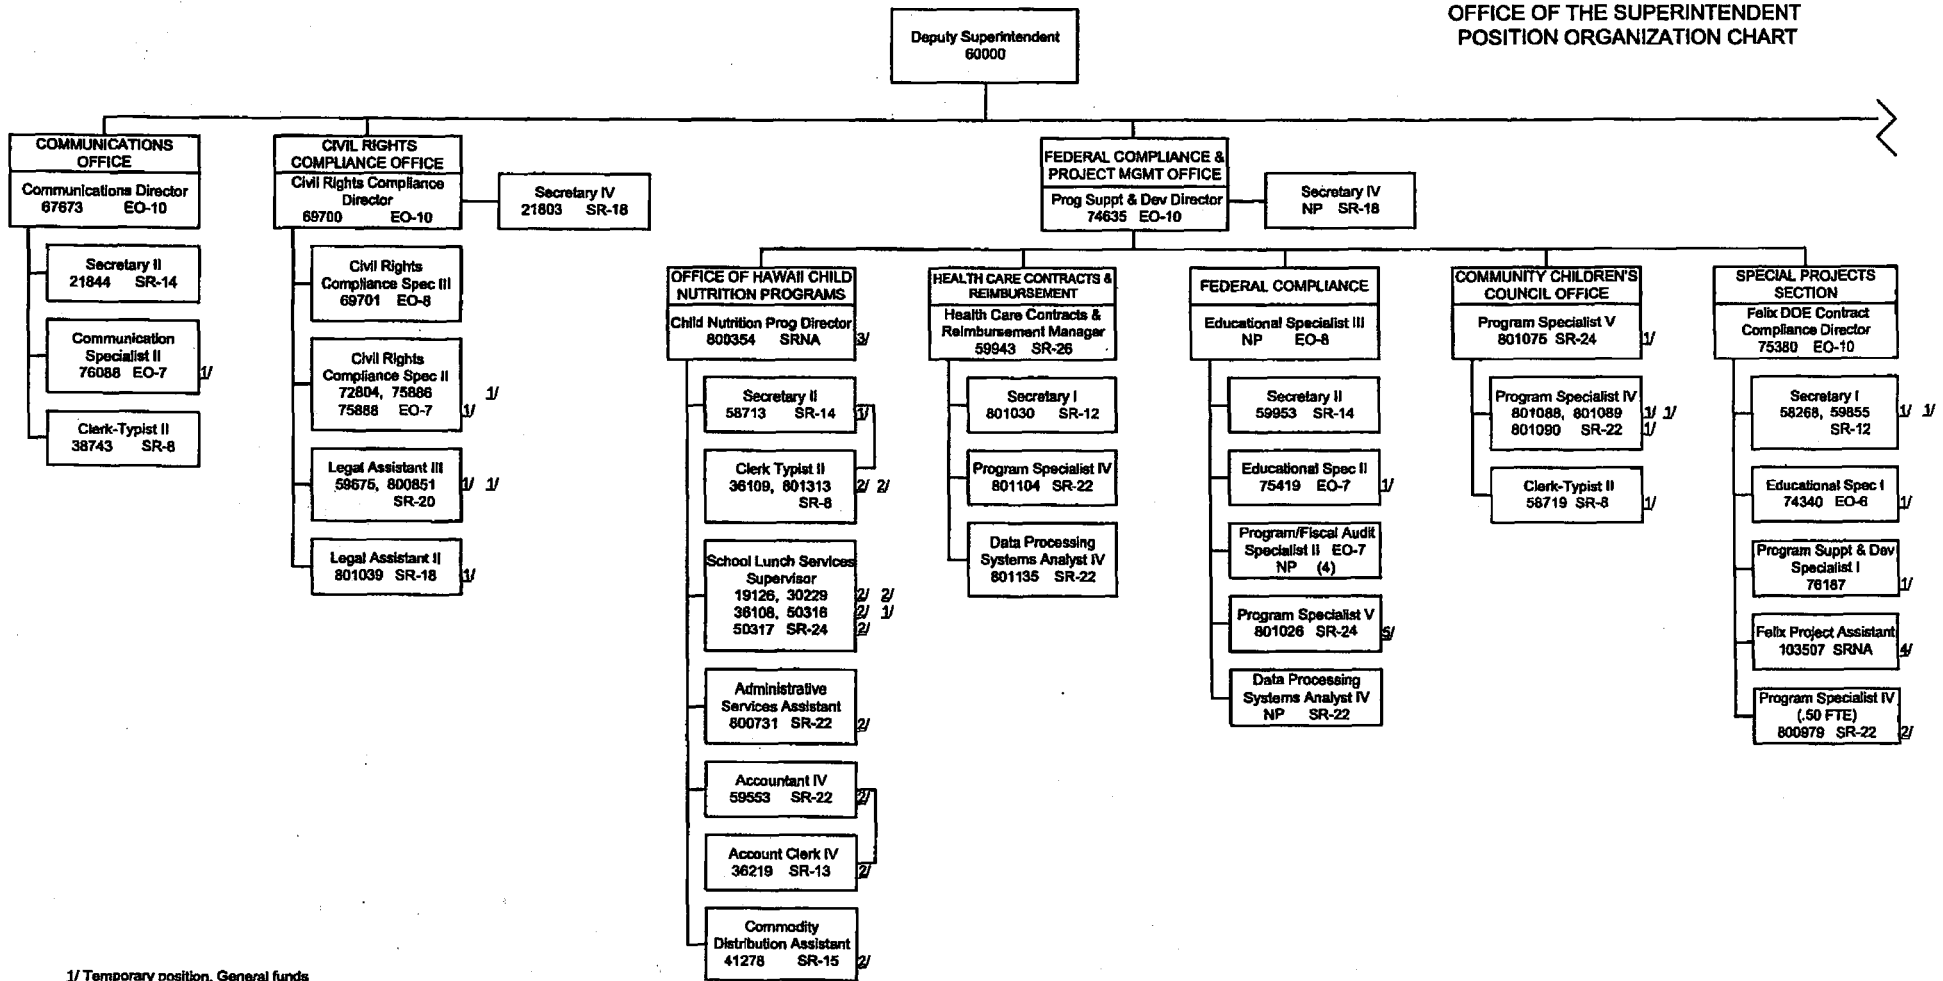 OFFICE OF THE SUPERINTENDENT
POSITION ORGANIZATION CHART
Deputy Superintendent
60000
COMMUNICATIONS
OFFICE
Communications Director
67673 EO-10
Secretary II
21844 SR-14
Communication
Specialist II
76088 EO-7 1/
Clerk-Typist II
38743 SR-8
CIVIL RIGHTS
COMPLIANCE OFFICE
Civil Rights Compliance
Director
69700 EO-10
Secretary IV
21803 SR-18
Civil Rights
Compliance Spec III
69701 EO-8
Civil Rights
Compliance Spec II
72804, 75886 1/
75888 EO-7 1/
Legal Assistant III
59675, 800851 1/ 1/
SR-20
Legal Assistant II
801039 SR-18 1/
FEDERAL COMPLIANCE &
PROJECT MGMT OFFICE
Prog Suppt & Dev Director
74635 EO-10
Secretary IV
NP SR-18
OFFICE OF HAWAII CHILD
NUTRITION PROGRAMS
Child Nutrition Prog Director
800354 SRNA 3/
Secretary II
58713 SR-14 1/
Clerk Typist II
36109, 801313 2/ 2/
SR-8
School Lunch Services
Supervisor
19126, 30229 2/ 2/
36108, 50316 2/ 1/
50317 SR-24 2/
Administrative
Services Assistant
800731 SR-22 2/
Accountant IV
59553 SR-22 2/
Account Clerk IV
36219 SR-13 2/
Commodity
Distribution Assistant
41278 SR-15 2/
HEALTH CARE CONTRACTS &
REIMBURSEMENT
Health Care Contracts &
Reimbursement Manager
59943 SR-26
Secretary I
801030 SR-12
Program Specialist IV
801104 SR-22
Data Processing
Systems Analyst IV
801135 SR-22
FEDERAL COMPLIANCE
Educational Specialist III
NP EO-8
Secretary II
59953 SR-14
Educational Spec II
75419 EO-7 1/
Program/Fiscal Audit
Specialist II EO-7
NP (4)
Program Specialist V
801026 SR-24 5/
Data Processing
Systems Analyst IV
NP SR-22
COMMUNITY CHILDREN'S
COUNCIL OFFICE
Program Specialist V
801075 SR-24 1/
Program Specialist IV
801088, 801089 1/ 1/
801090 SR-22 1/
Clerk-Typist II
58719 SR-8 1/
SPECIAL PROJECTS
SECTION
Felix DOE Contract
Compliance Director
75380 EO-10
Secretary I
58268, 59855 1/ 1/
SR-12
Educational Spec I
74340 EO-6 1/
Program Suppt & Dev
Specialist I
76187 1/
Felix Project Assistant
103507 SRNA 4/
Program Specialist IV
(.50 FTE)
800979 SR-22 2/
1/ Temporary position, General funds